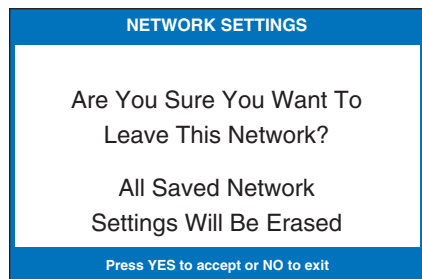 NETWORK SETTINGS
Are You Sure You Want To
Leave This Network?
All Saved Network
Settings Will Be Erased
Press YES to accept or NO to exit